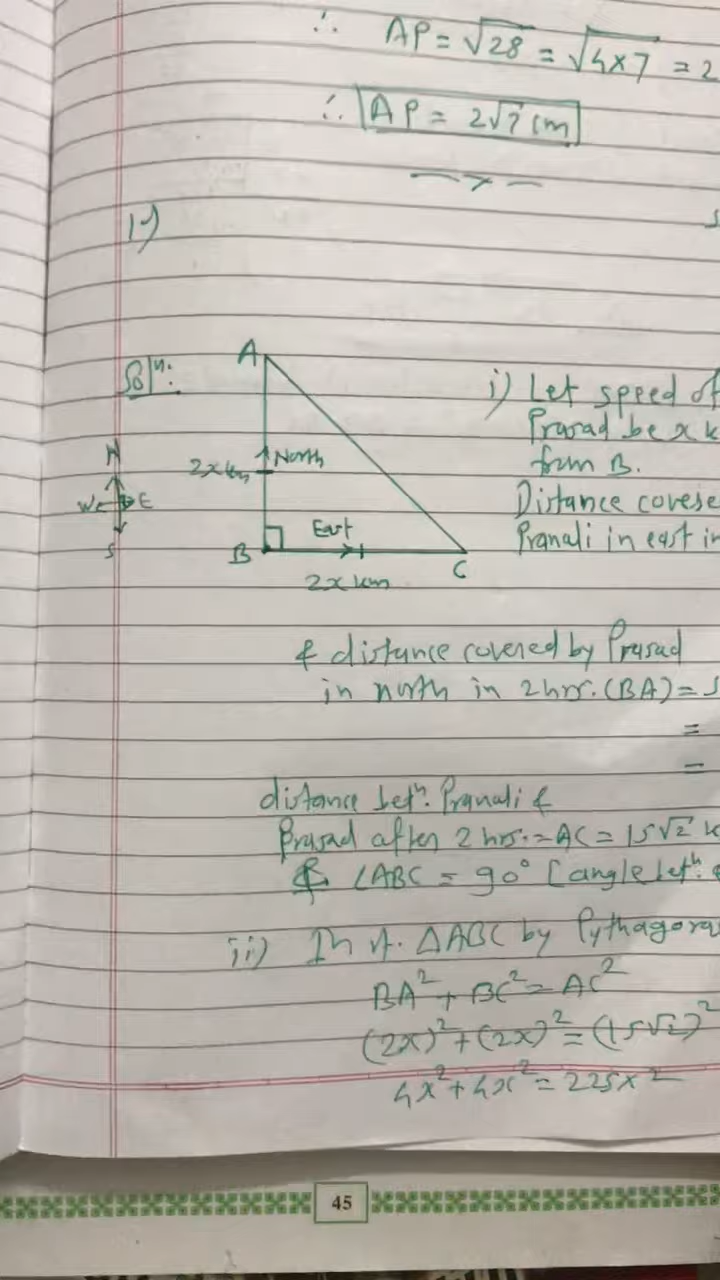 ∴ AP = √28 = √4×7 = 2
∴ AP = 2√7 cm
Solⁿ:
A
N
W E
S
2x km
North
East
B
C
2x km
i) Let speed of
Prasad be x k
from B.
Distance covere
Pranali in east in
& distance covered by Prasad
in north in 2 hrs. (BA) = S
=
=
distance betⁿ. Pranali &
Prasad after 2 hrs. = AC = 15√2 k
& ∠ABC = 90° [angle betⁿ.
ii) In rt. △ABC by Pythagora
BA² + BC² = AC²
(2x)² + (2x)² = (15√2)²
4x² + 4x² = 225x2
45